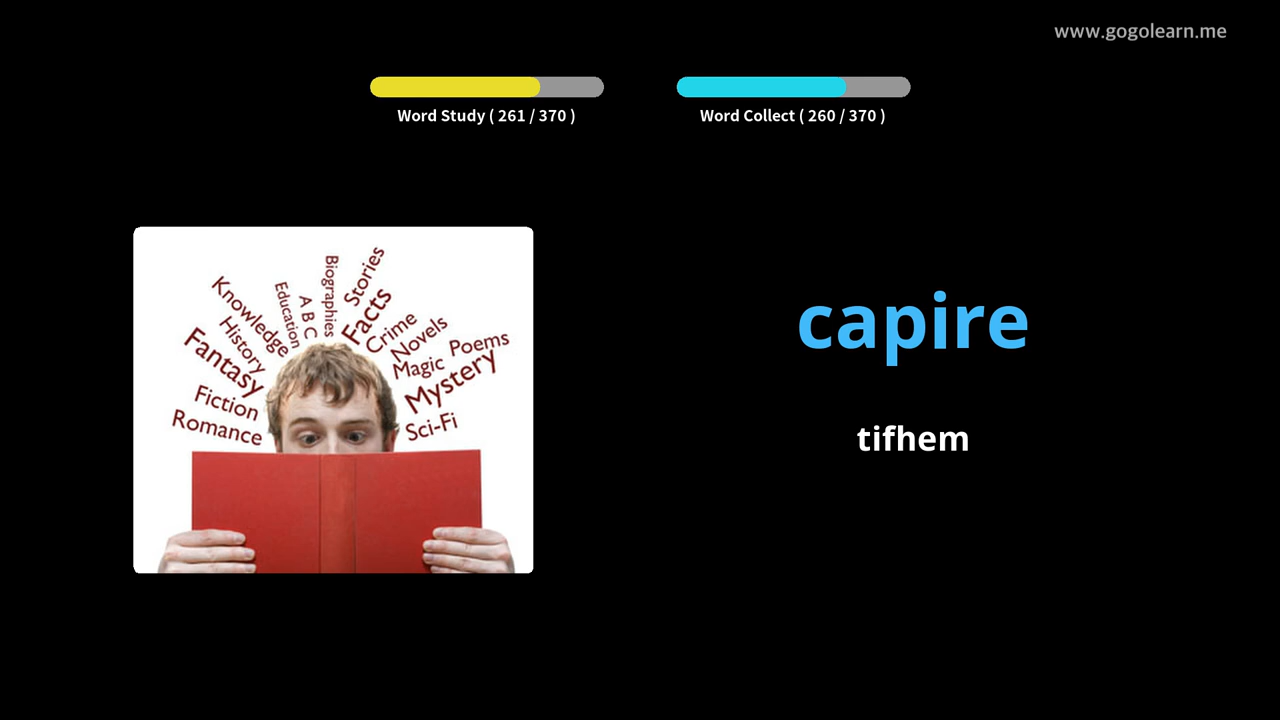 www.gogolearn.me
Word Study ( 261 / 370 )
Word Collect ( 260 / 370 )
Biographies
Stories
Education
A B C
Facts
Knowledge
Crime
History
Novels
Fantasy
Magic
Poems
Mystery
Fiction
Romance
Sci-Fi
capire
tifhem